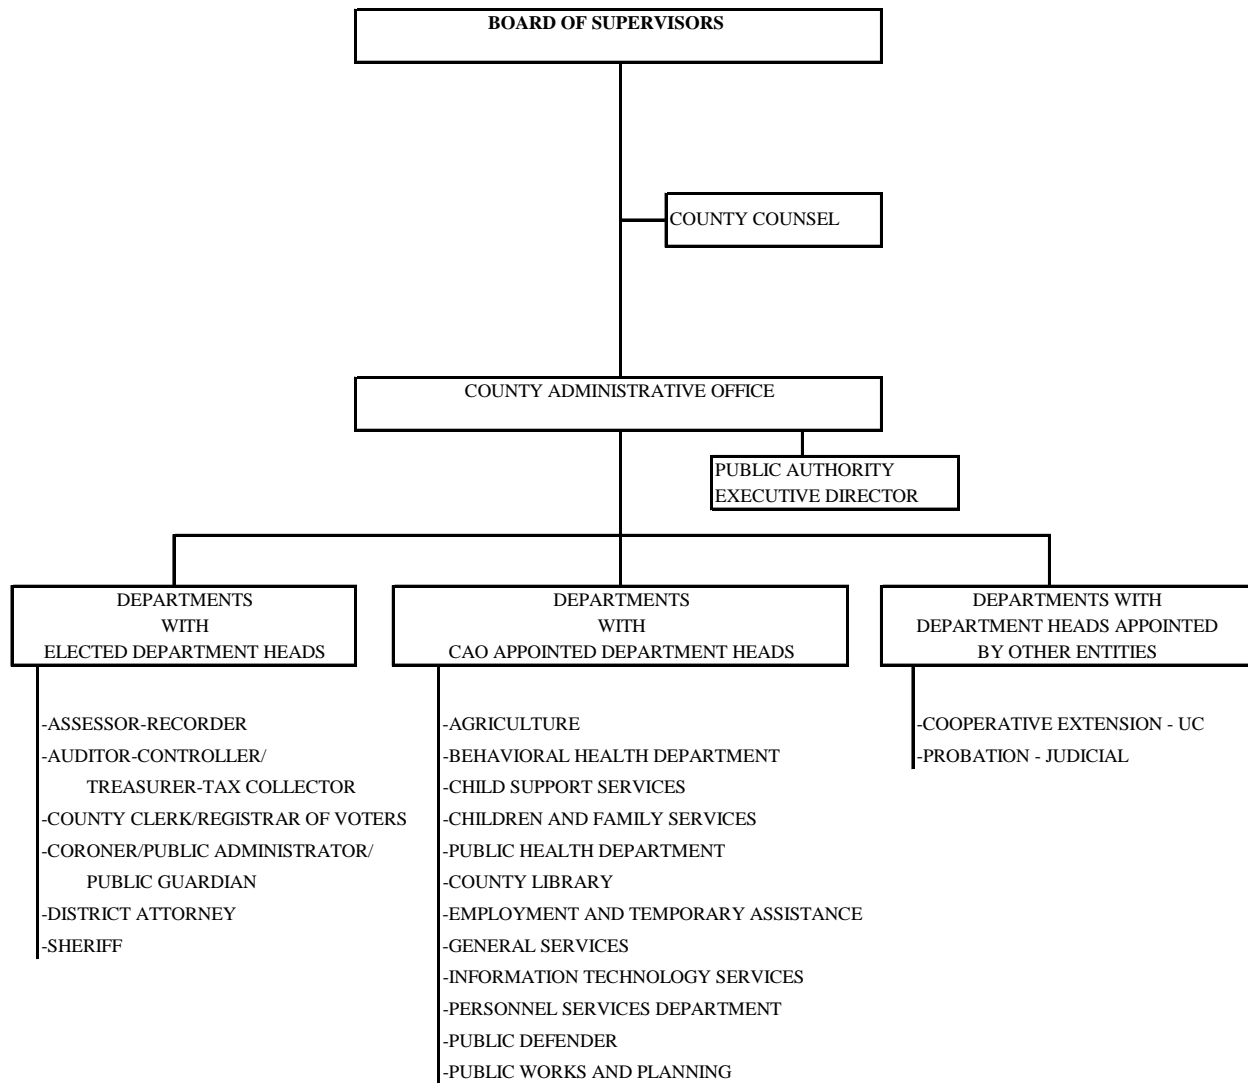 BOARD OF SUPERVISORS
COUNTY COUNSEL
COUNTY ADMINISTRATIVE OFFICE
PUBLIC AUTHORITY
EXECUTIVE DIRECTOR
DEPARTMENTS
WITH
ELECTED DEPARTMENT HEADS
-ASSESSOR-RECORDER
-AUDITOR-CONTROLLER/
TREASURER-TAX COLLECTOR
-COUNTY CLERK/REGISTRAR OF VOTERS
-CORONER/PUBLIC ADMINISTRATOR/
PUBLIC GUARDIAN
-DISTRICT ATTORNEY
-SHERIFF
DEPARTMENTS
WITH
CAO APPOINTED DEPARTMENT HEADS
-AGRICULTURE
-BEHAVIORAL HEALTH DEPARTMENT
-CHILD SUPPORT SERVICES
-CHILDREN AND FAMILY SERVICES
-PUBLIC HEALTH DEPARTMENT
-COUNTY LIBRARY
-EMPLOYMENT AND TEMPORARY ASSISTANCE
-GENERAL SERVICES
-INFORMATION TECHNOLOGY SERVICES
-PERSONNEL SERVICES DEPARTMENT
-PUBLIC DEFENDER
-PUBLIC WORKS AND PLANNING
DEPARTMENTS WITH
DEPARTMENT HEADS APPOINTED
BY OTHER ENTITIES
-COOPERATIVE EXTENSION - UC
-PROBATION - JUDICIAL